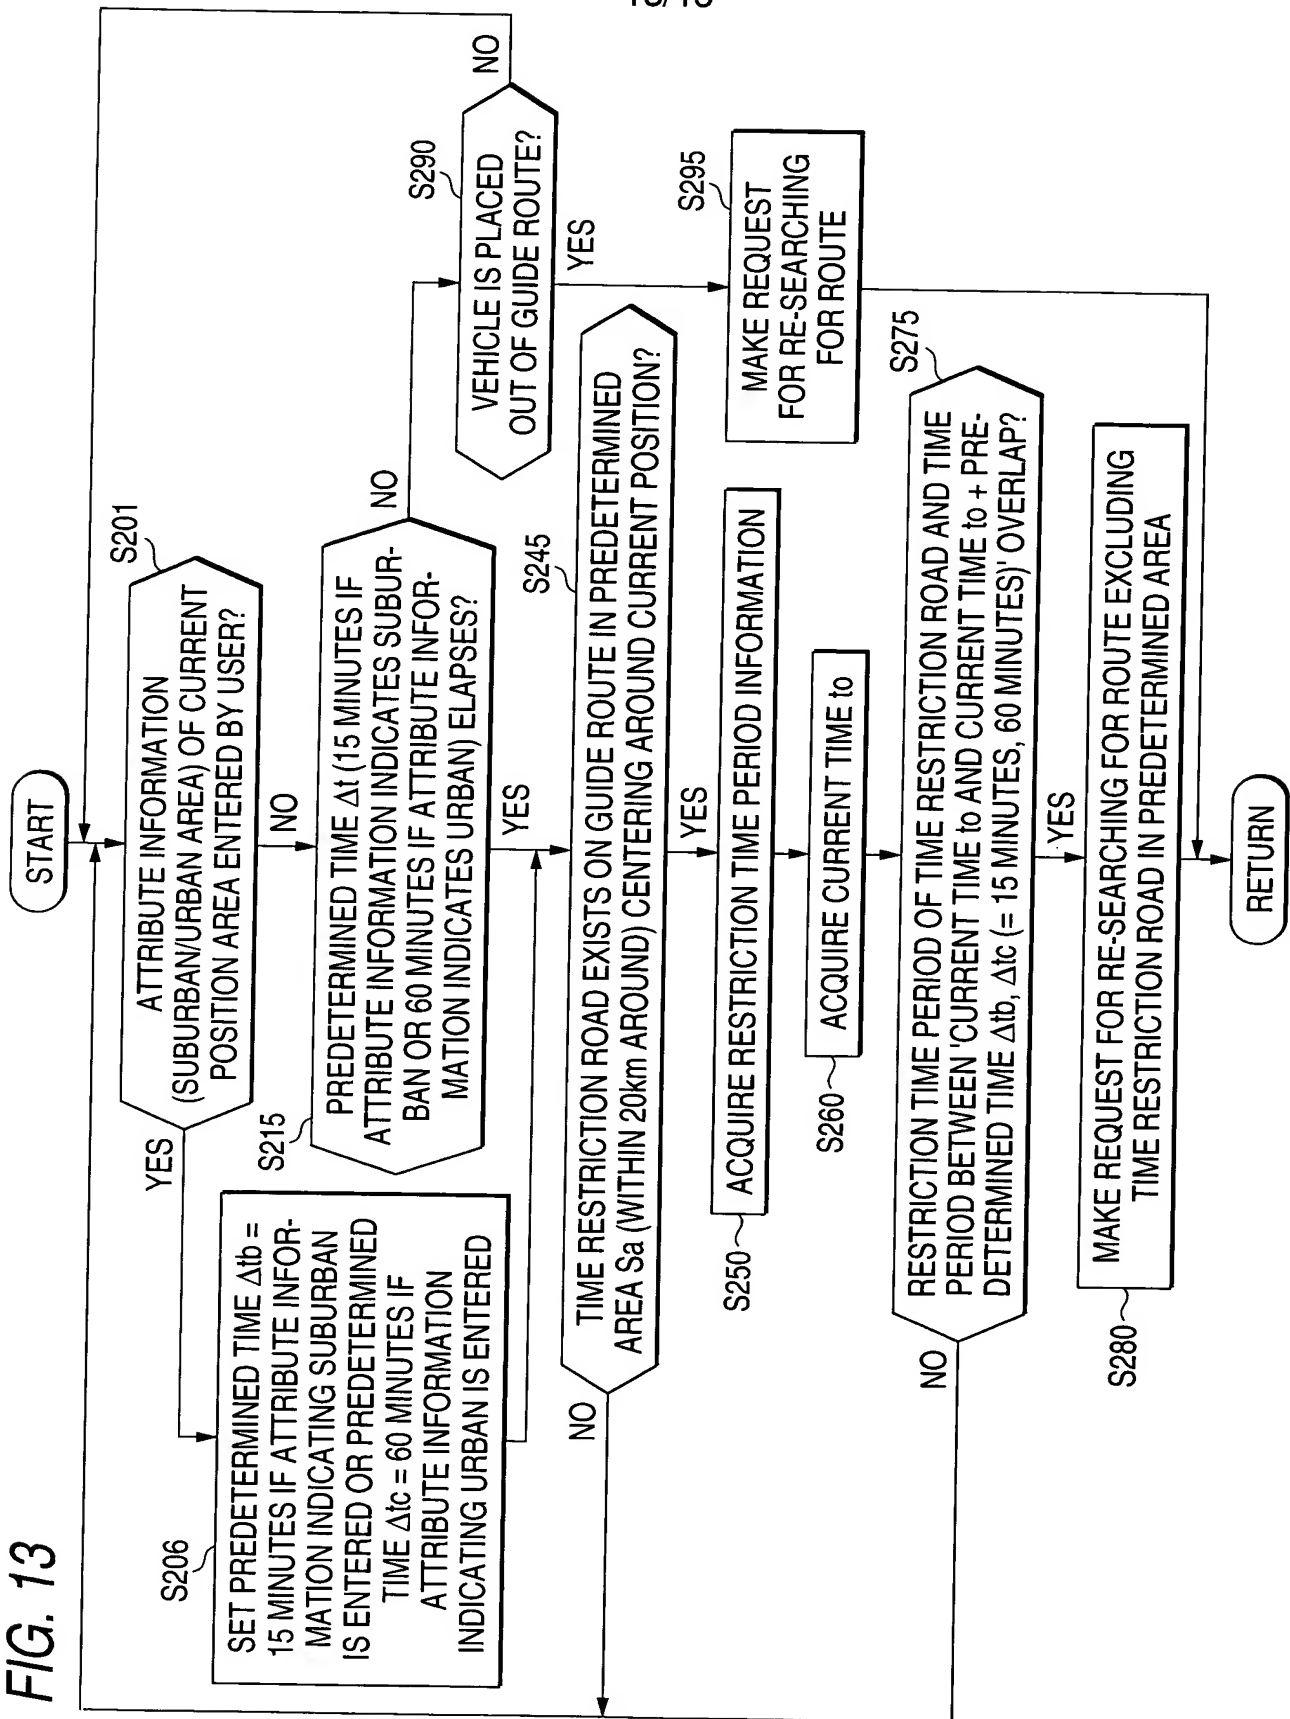 13/13
FIG. 13
START
S201
ATTRIBUTE INFORMATION
(SUBURBAN/URBAN AREA) OF CURRENT
POSITION AREA ENTERED BY USER?
YES
NO
S206
SET PREDETERMINED TIME Δtb =
15 MINUTES IF ATTRIBUTE INFOR-
MATION INDICATING SUBURBAN
IS ENTERED OR PREDETERMINED
TIME Δtc = 60 MINUTES IF
ATTRIBUTE INFORMATION
INDICATING URBAN IS ENTERED
S215
PREDETERMINED TIME Δt (15 MINUTES IF
ATTRIBUTE INFORMATION INDICATES SUBUR-
BAN OR 60 MINUTES IF ATTRIBUTE INFOR-
MATION INDICATES URBAN) ELAPSES?
NO
YES
S290
VEHICLE IS PLACED
OUT OF GUIDE ROUTE?
NO
YES
S245
TIME RESTRICTION ROAD EXISTS ON GUIDE ROUTE IN PREDETERMINED
AREA Sa (WITHIN 20km AROUND) CENTERING AROUND CURRENT POSITION?
NO
YES
S295
MAKE REQUEST
FOR RE-SEARCHING
FOR ROUTE
S250
ACQUIRE RESTRICTION TIME PERIOD INFORMATION
S260
ACQUIRE CURRENT TIME to
S275
RESTRICTION TIME PERIOD OF TIME RESTRICTION ROAD AND TIME
PERIOD BETWEEN 'CURRENT TIME to AND CURRENT TIME to + PRE-
DETERMINED TIME Δtb, Δtc (= 15 MINUTES, 60 MINUTES)' OVERLAP?
NO
YES
S280
MAKE REQUEST FOR RE-SEARCHING FOR ROUTE EXCLUDING
TIME RESTRICTION ROAD IN PREDETERMINED AREA
RETURN